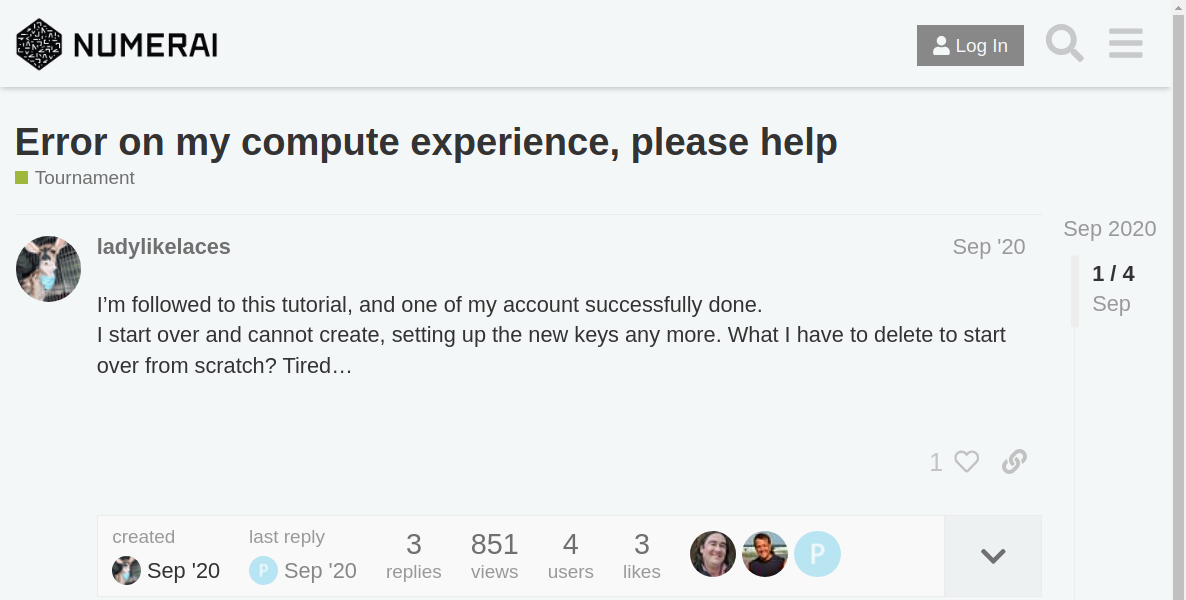 NUMERAI
Log In
Error on my compute experience, please help
Tournament
ladylikelaces
Sep '20
I’m followed to this tutorial, and one of my account successfully done.
I start over and cannot create, setting up the new keys any more. What I have to delete to start
over from scratch? Tired…
1
Sep 2020
1 / 4
Sep
created
Sep '20
last reply
P
Sep '20
3
replies
851
views
4
users
3
likes
P